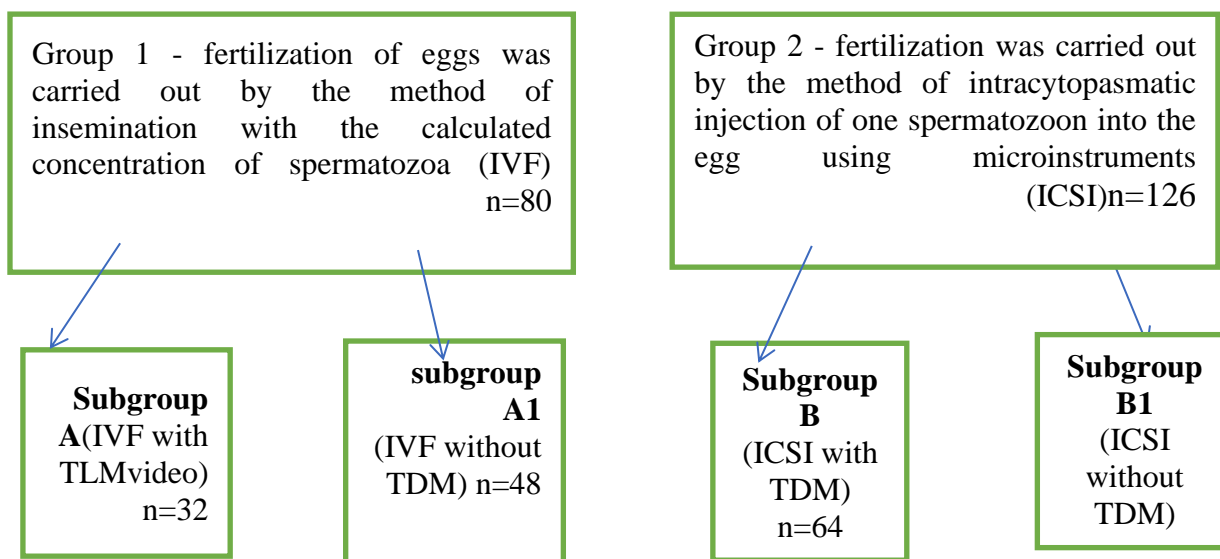 Group 1 - fertilization of eggs was
carried out by the method of
insemination with the calculated
concentration of spermatozoa (IVF)
n=80
Group 2 - fertilization was carried out
by the method of intracytopasmatic
injection of one spermatozoon into the
egg using microinstruments
(ICSI)n=126
Subgroup
A(IVF with
TLMvideo)
n=32
subgroup
A1
(IVF without
TDM) n=48
Subgroup
B
(ICSI with
TDM)
n=64
Subgroup
B1
(ICSI
without
TDM)